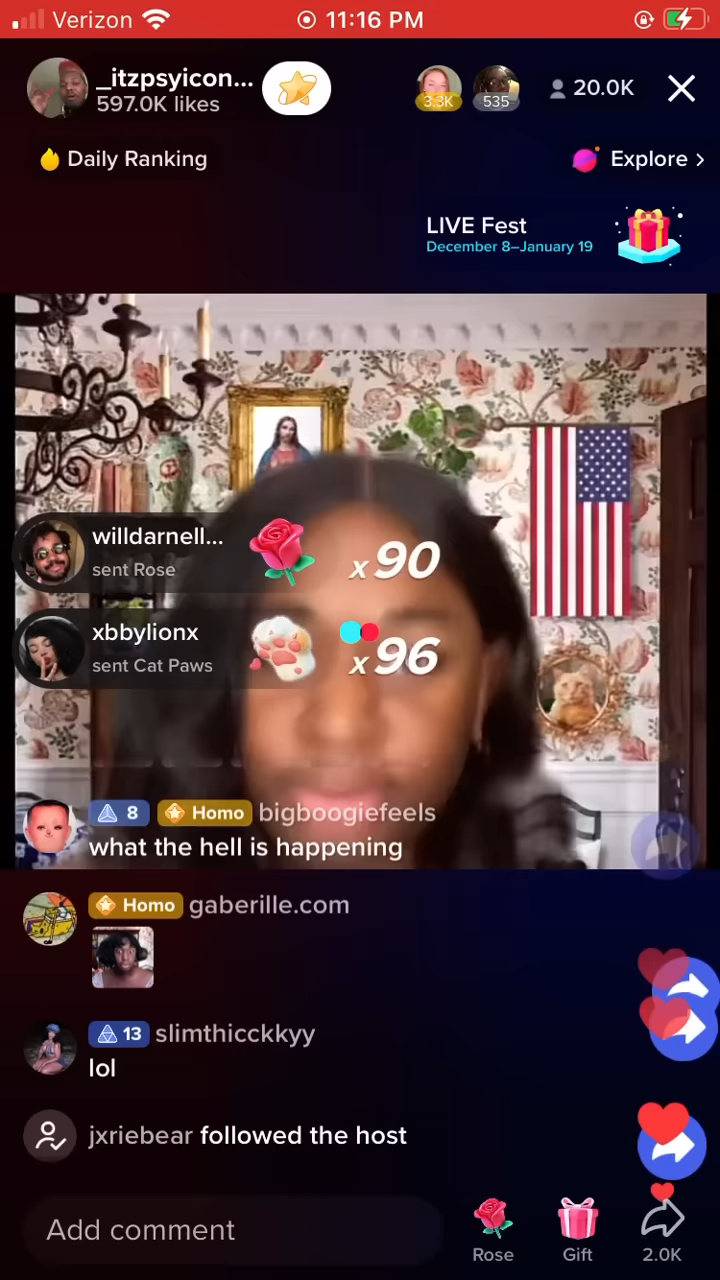 Verizon
11:16 PM
_itzpsyicon...
597.0K likes
3.3K
535
20.0K
Daily Ranking
Explore >
LIVE Fest
December 8–January 19
willdarnell...
sent Rose
x90
xbbylionx
sent Cat Paws
x96
8 Homo bigboogiefeels
what the hell is happening
Homo gaberille.com
13 slimthiccckyy
lol
jxriebear followed the host
Add comment
Rose
Gift
2.0K